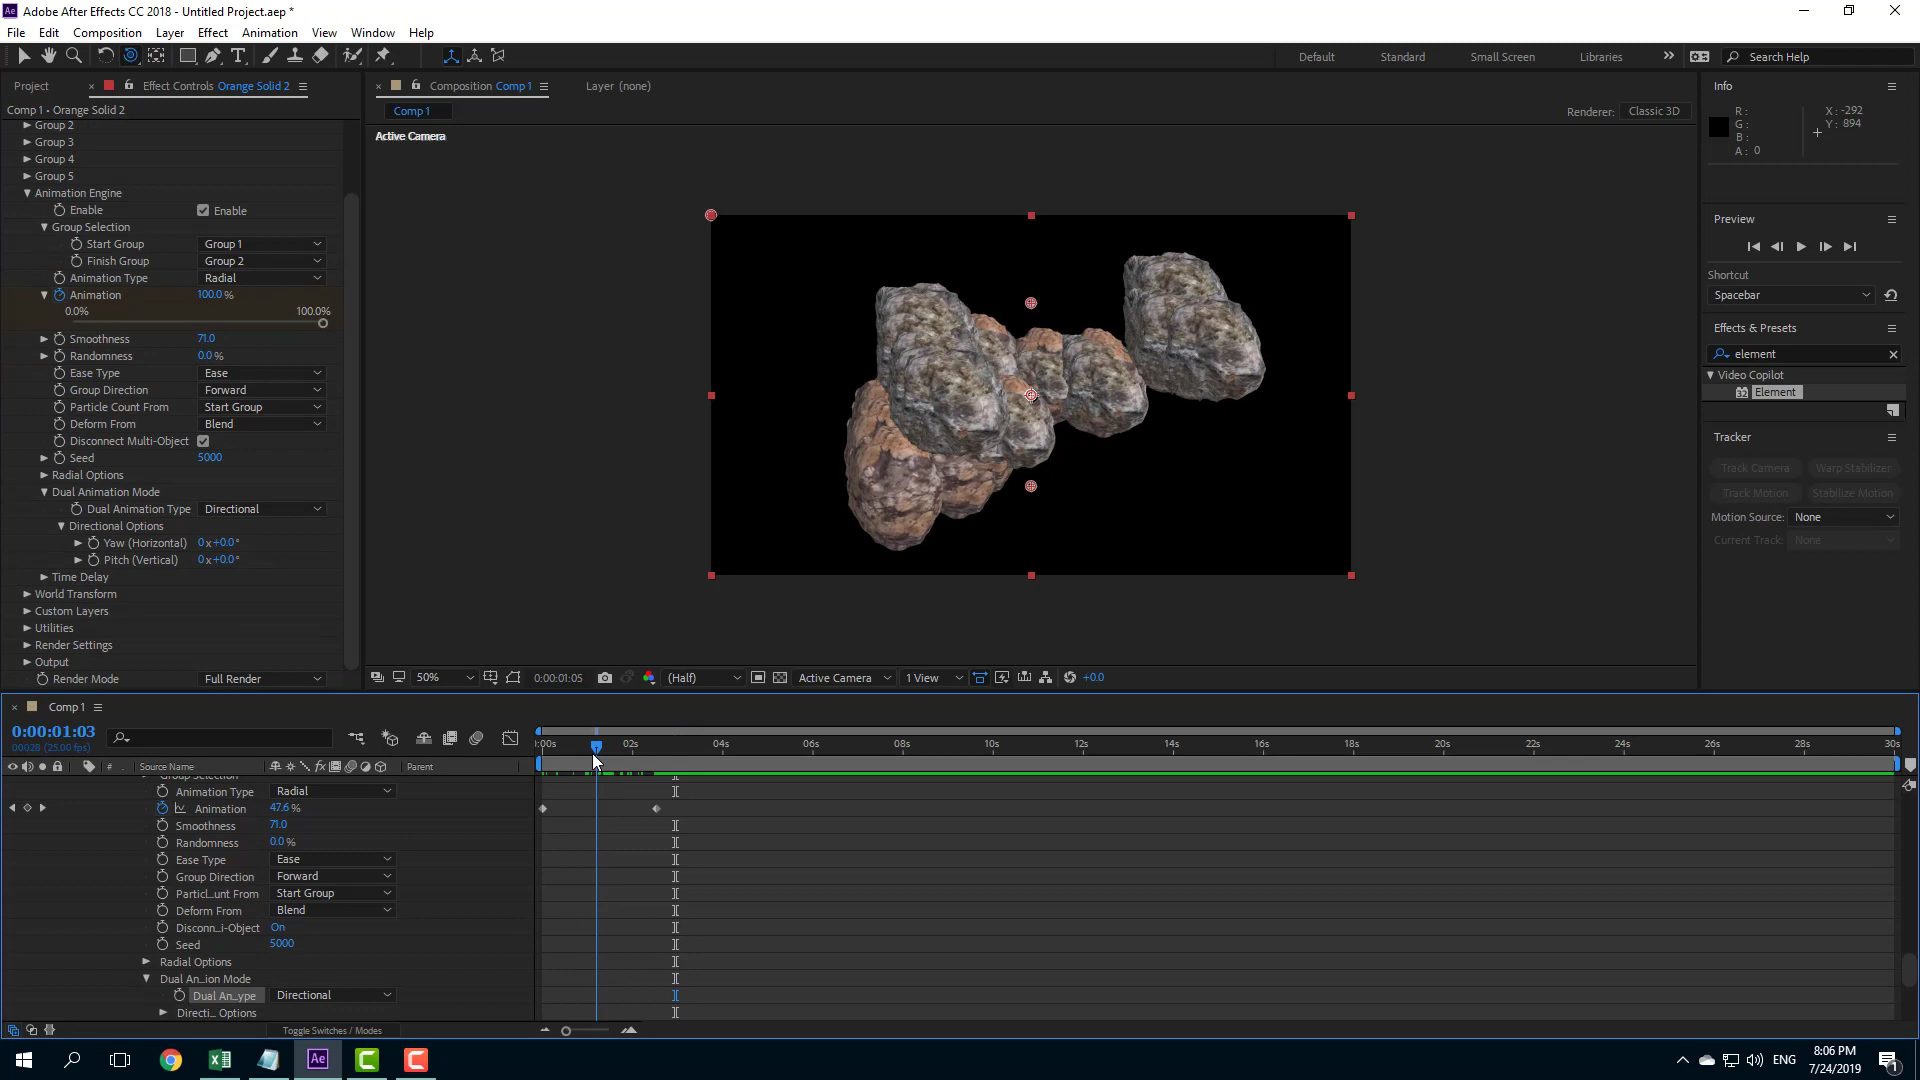 Adobe After Effects CC 2018 - Untitled Project.aep *
File Edit Composition Layer Effect Animation View Window Help
Default Standard Small Screen Libraries Search Help
Project Effect Controls Orange Solid 2
Composition Comp 1 Layer (none)
Comp 1 • Orange Solid 2
Comp 1
Renderer: Classic 3D
Active Camera
Group 2
Group 3
Group 4
Group 5
Animation Engine
Enable Enable
Group Selection
Start Group Group 1
Finish Group Group 2
Animation Type Radial
Animation 100.0 %
0.0% 100.0%
Smoothness 71.0
Randomness 0.0 %
Ease Type Ease
Group Direction Forward
Particle Count From Start Group
Deform From Blend
Disconnect Multi-Object
Seed 5000
Radial Options
Dual Animation Mode
Dual Animation Type Directional
Directional Options
Yaw (Horizontal) 0 x +0.0°
Pitch (Vertical) 0 x +0.0°
Time Delay
World Transform
Custom Layers
Utilities
Render Settings
Output
Render Mode Full Render
50% 0:00:01:05 (Half) Active Camera 1 View +0.0
Info
R : X : -292
G : Y : 894
B :
A : 0
Preview
Shortcut
Spacebar
Effects & Presets
element
Video Copilot
32 Element
Tracker
Track Camera Warp Stabilizer
Track Motion Stabilize Motion
Motion Source: None
Current Track: None
Comp 1
0:00:01:03
00028 (25.00 fps)
# Source Name Parent
:00s 02s 04s 06s 08s 10s 12s 14s 16s 18s 20s 22s 24s 26s 28s 30s
Group Selection
Animation Type Radial
Animation 47.6 %
Smoothness 71.0
Randomness 0.0 %
Ease Type Ease
Group Direction Forward
Particl...unt From Start Group
Deform From Blend
Disconn...i-Object On
Seed 5000
Radial Options
Dual An...ion Mode
Dual An...ype Directional
Directi... Options
Toggle Switches / Modes
ENG
8:06 PM
7/24/2019
1